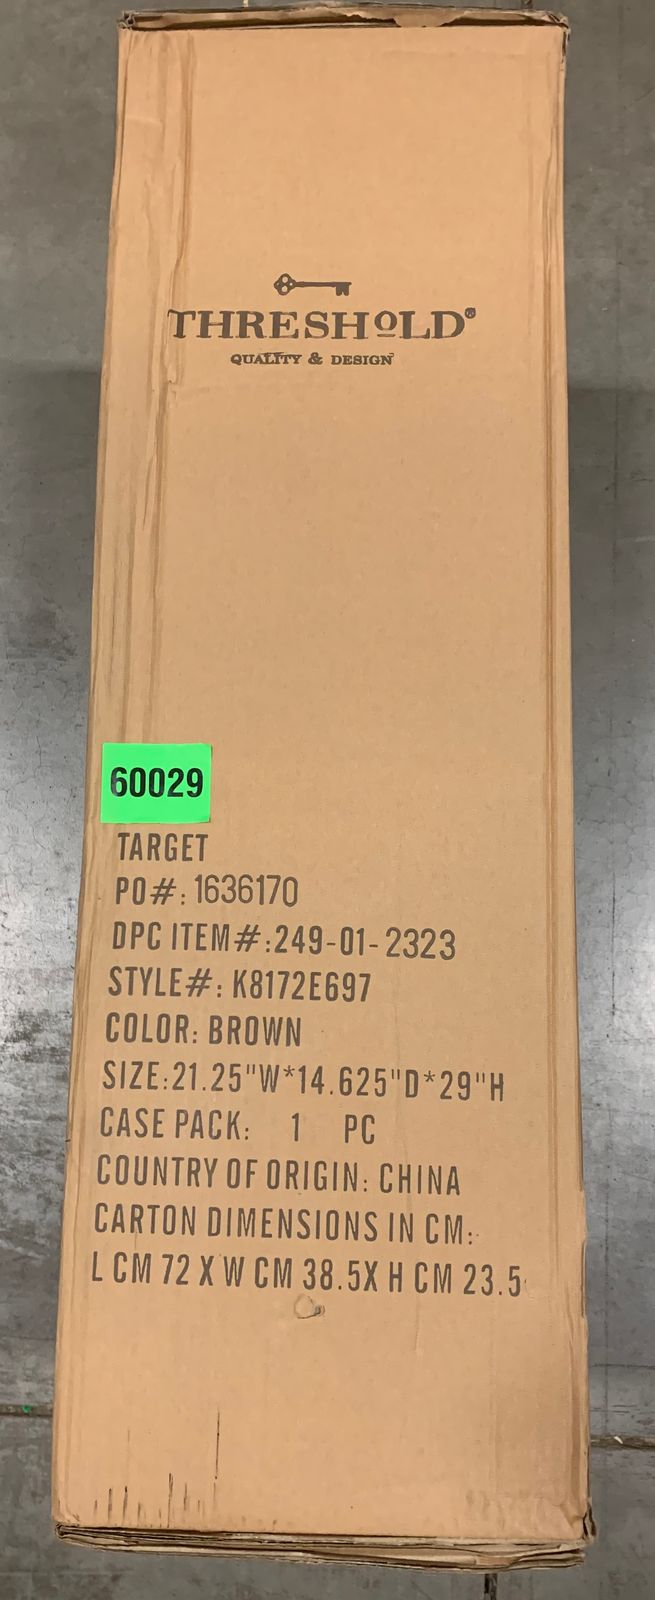 THRESHOLD®
QUALITY & DESIGN
60029
TARGET
PO#: 1636170
DPC ITEM#:249-01-2323
STYLE#: K8172E697
COLOR: BROWN
SIZE:21.25"W*14.625"D*29"H
CASE PACK: 1 PC
COUNTRY OF ORIGIN: CHINA
CARTON DIMENSIONS IN CM:
L CM 72 X W CM 38.5X H CM 23.5